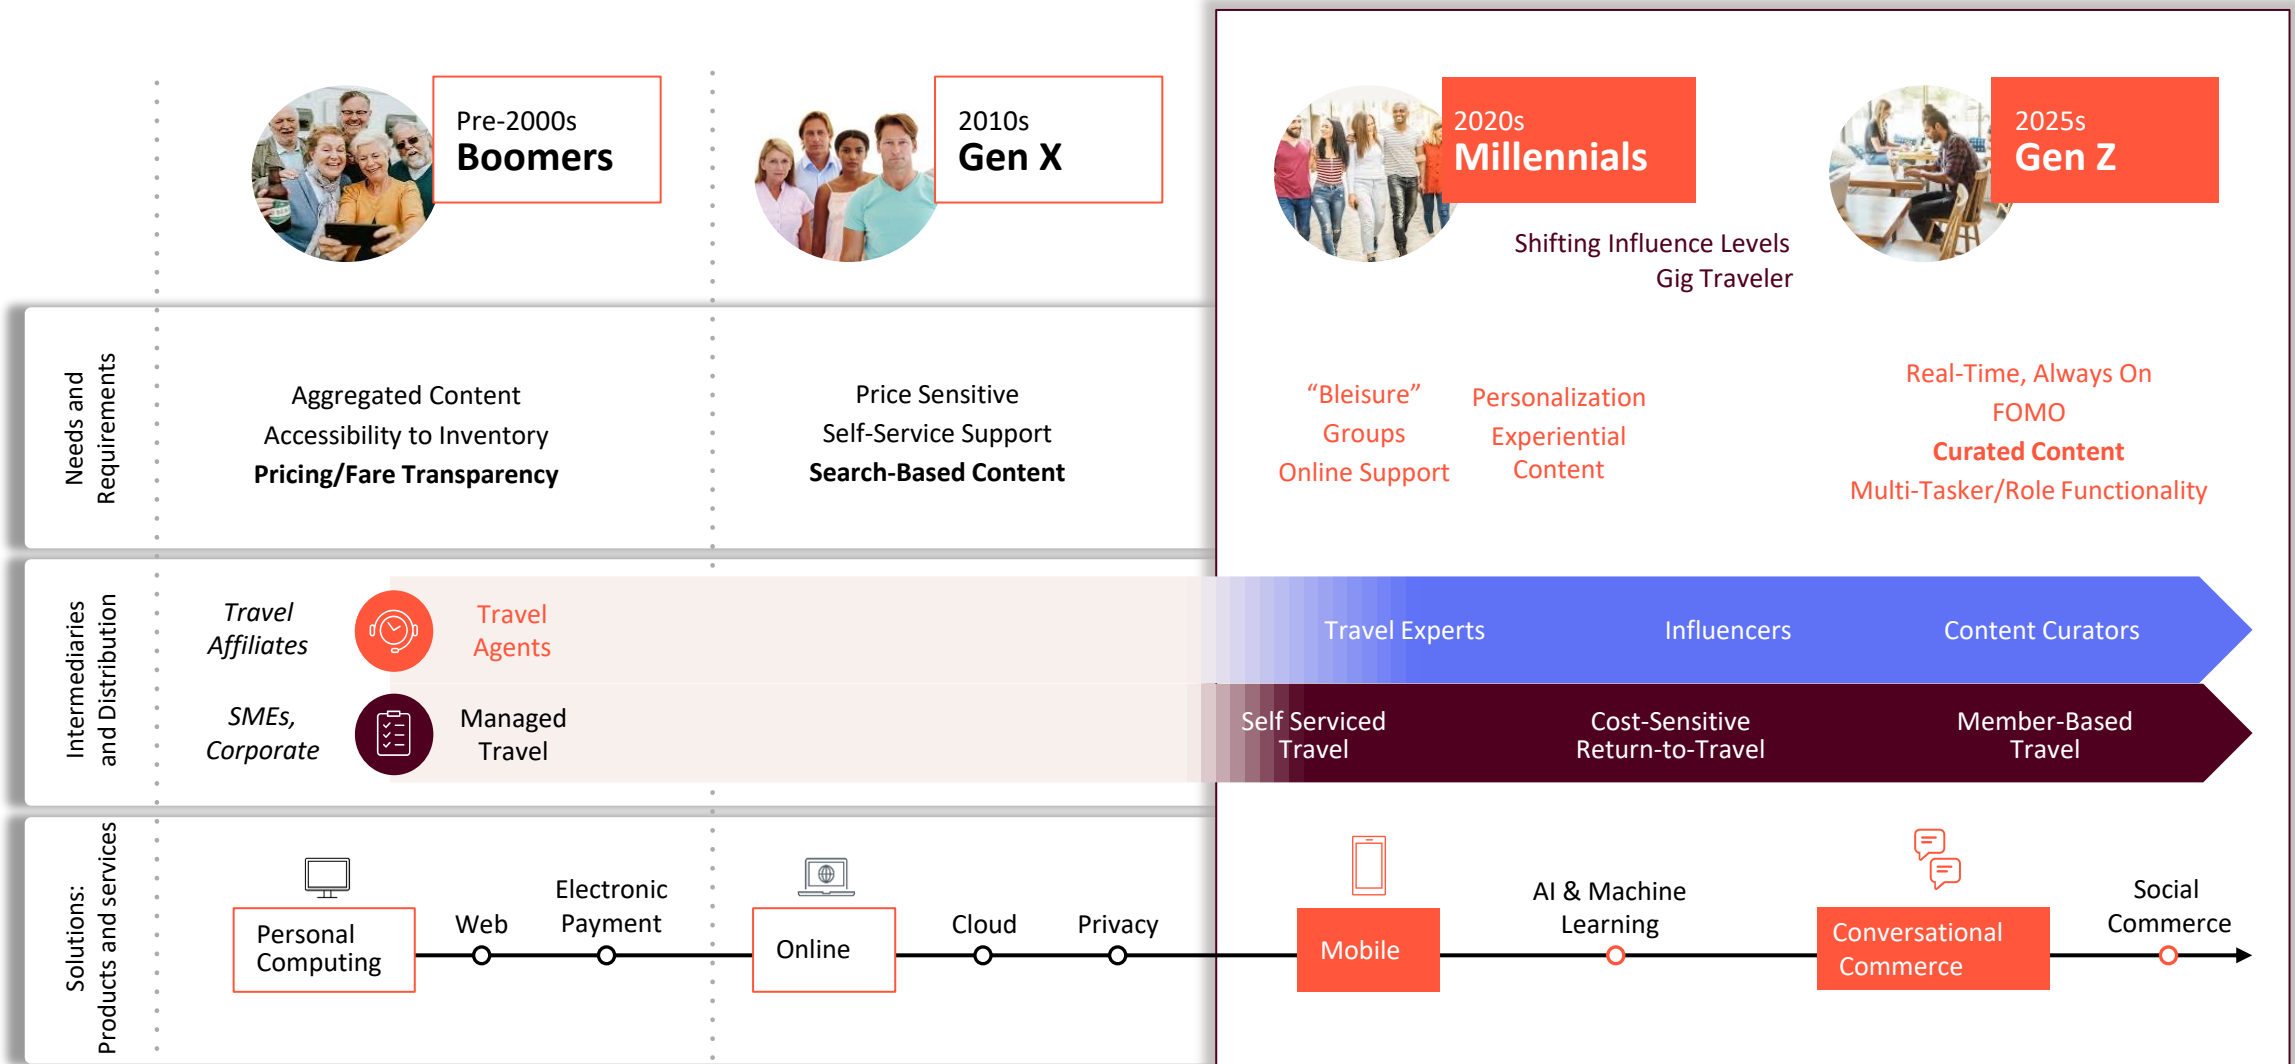 Pre-2000s
Boomers
2010s
Gen X
2020s
Millennials
2025s
Gen Z
Shifting Influence Levels
Gig Traveler
Needs and
Requirements
Aggregated Content
Accessibility to Inventory
Pricing/Fare Transparency
Price Sensitive
Self-Service Support
Search-Based Content
“Bleisure”
Groups
Online Support
Personalization
Experiential
Content
Real-Time, Always On
FOMO
Curated Content
Multi-Tasker/Role Functionality
Intermediaries
and Distribution
Travel
Affiliates
Travel
Agents
Travel Experts
Influencers
Content Curators
SMEs,
Corporate
Managed
Travel
Self Serviced
Travel
Cost-Sensitive
Return-to-Travel
Member-Based
Travel
Solutions:
Products and services
Personal
Computing
Web
Electronic
Payment
Online
Cloud
Privacy
Mobile
AI & Machine
Learning
Conversational
Commerce
Social
Commerce